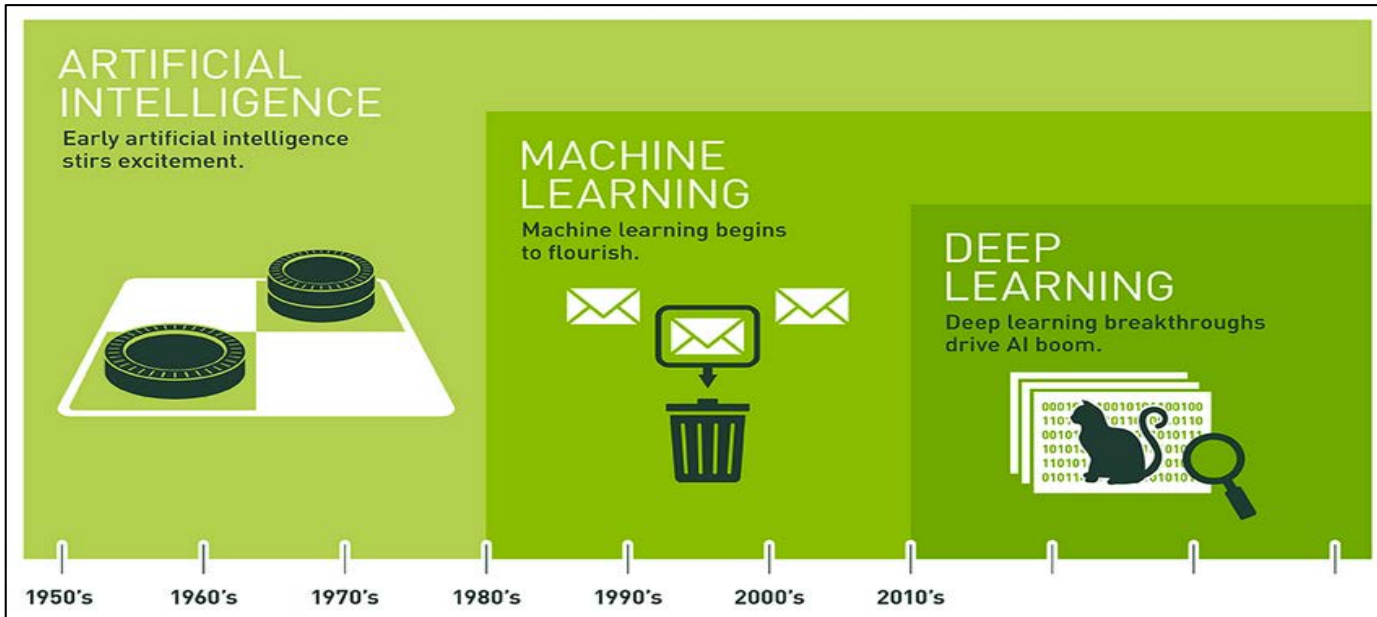 ARTIFICIAL
INTELLIGENCE
Early artificial intelligence
stirs excitement.
MACHINE
LEARNING
Machine learning begins
to flourish.
DEEP
LEARNING
Deep learning breakthroughs
drive AI boom.
1950's 1960's 1970's 1980's 1990's 2000's 2010's